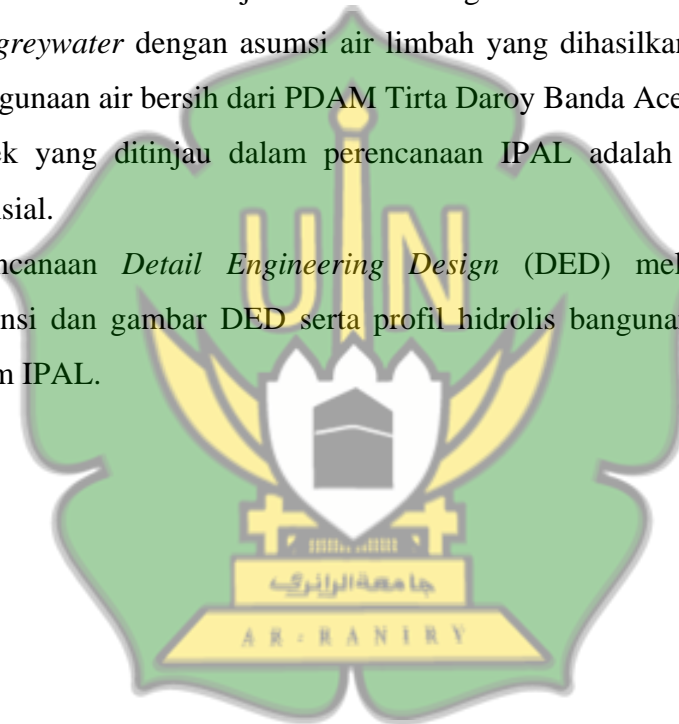 greywater dengan asumsi air limbah yang dihasilkan
gunaan air bersih dari PDAM Tirta Daroy Banda Ace
ek yang ditinjau dalam perencanaan IPAL adalah
sial.
ncanaan Detail Engineering Design (DED) mel
nsi dan gambar DED serta profil hidrolis bangunan
m IPAL.
UIN
جامعة الرانري
AR-RANIRY